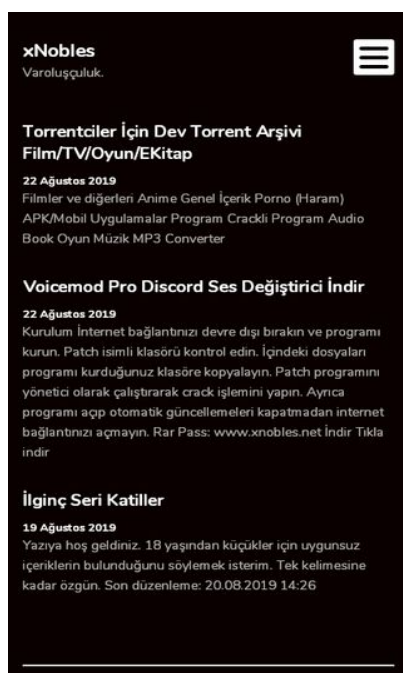 xNobles
Varoluşçuluk.
Torrentciler İçin Dev Torrent Arşivi
Film/TV/Oyun/EKitap
22 Ağustos 2019
Filmler ve diğerleri Anime Genel İçerik Porno (Haram)
APK/Mobil Uygulamalar Program Crackli Program Audio
Book Oyun Müzik MP3 Converter
Voicemod Pro Discord Ses Değiştirici İndir
22 Ağustos 2019
Kurulum İnternet bağlantınızı devre dışı bırakın ve programı
kurun. Patch isimli klasörü kontrol edin. İçindeki dosyaları
programı kurduğunuz klasöre kopyalayın. Patch programını
yönetici olarak çalıştırarak crack işlemini yapın. Ayrıca
programı açıp otomatik güncellemeleri kapatmadan internet
bağlantınızı açmayın. Rar Pass: www.xnobles.net İndir Tıkla
indir
İlginç Seri Katiller
19 Ağustos 2019
Yazıya hoş geldiniz. 18 yaşından küçükler için uygunsuz
içeriklerin bulunduğunu söylemek isterim. Tek kelimesine
kadar özgün. Son düzenleme: 20.08.2019 14:26